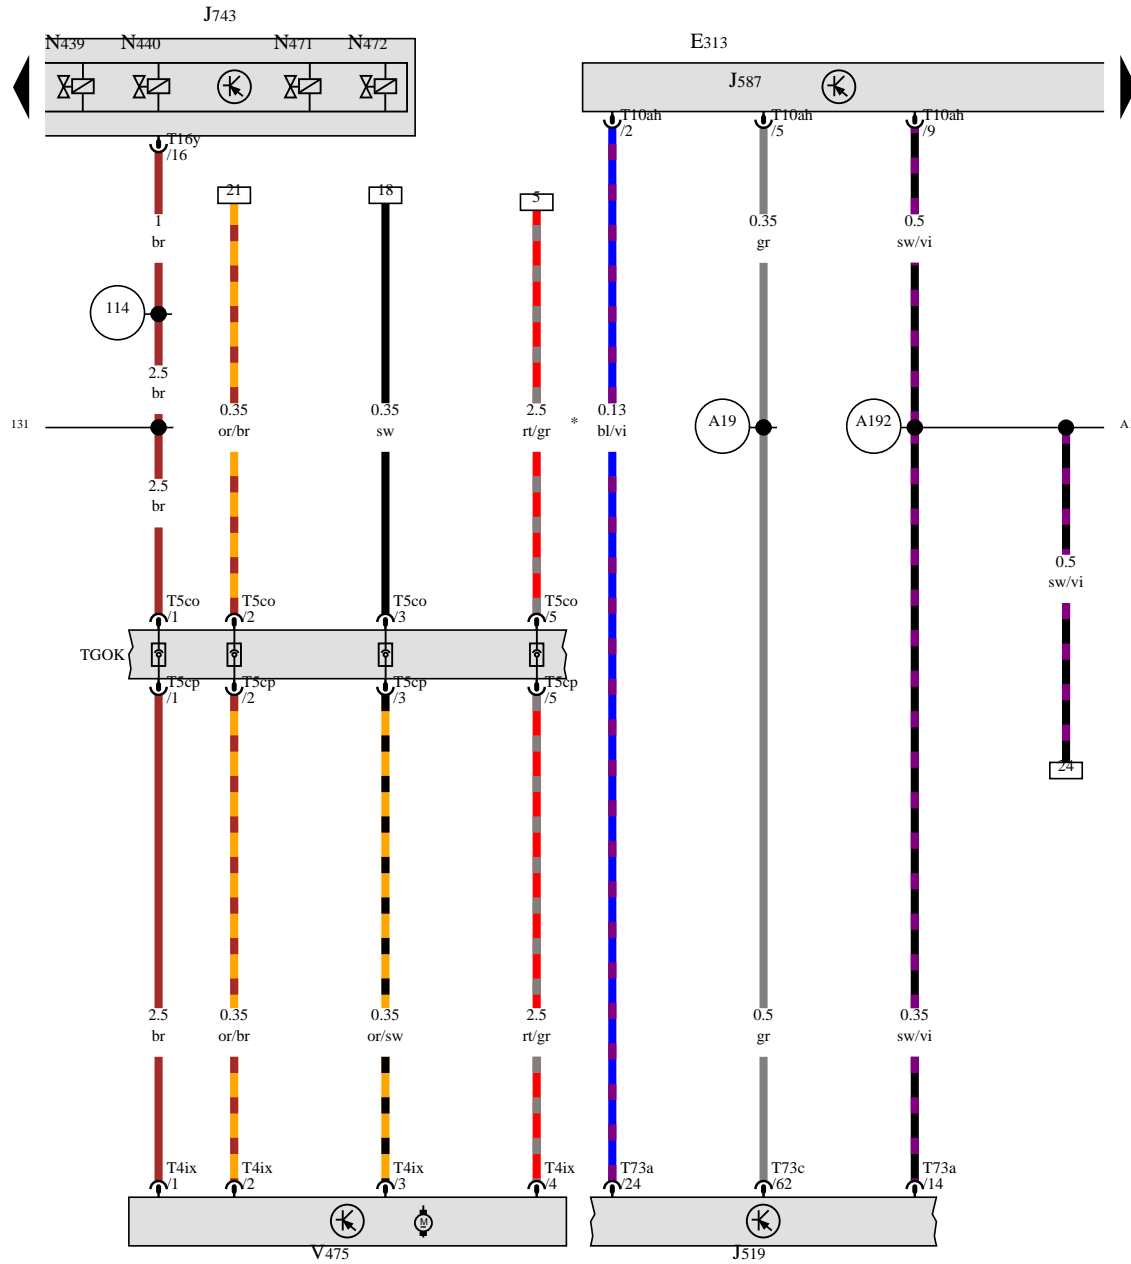 J743
N439 N440 N471 N472
E313
J587
T16y
/16
T10ah
/2
T10ah
/5
T10ah
/9
21
18
5
1
br
0.35
gr
0.5
sw/vi
114
2.5
br
131
0.35
or/br
0.35
sw
2.5
rt/gr
*
0.13
bl/vi
A19
A192
A
2.5
br
0.5
sw/vi
T5co
/1
T5co
/2
T5co
/3
T5co
/5
TGOK
T5cp
/1
T5cp
/2
T5cp
/3
T5cp
/5
24
2.5
br
0.35
or/br
0.35
or/sw
2.5
rt/gr
0.5
gr
0.35
sw/vi
T4ix
/1
T4ix
/2
T4ix
/3
T4ix
/4
T73a
/24
T73c
/62
T73a
/14
M
V475
J519